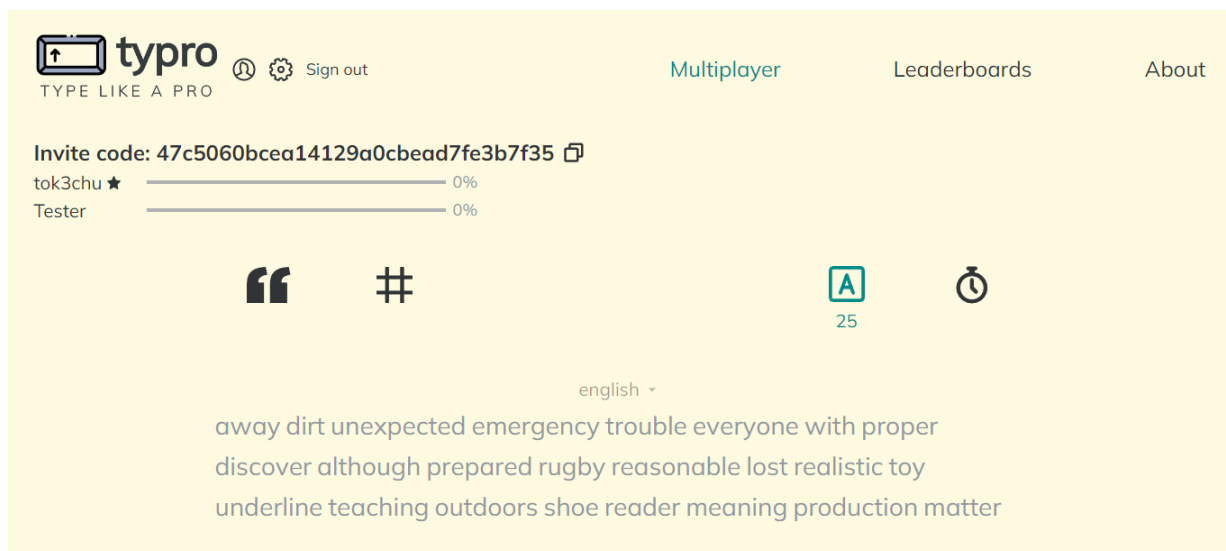 typro
TYPE LIKE A PRO
Sign out
Multiplayer
Leaderboards
About
Invite code: 47c5060bcea14129a0cbead7fe3b7f35
tok3chu 0%
Tester 0%
A
25
english
away dirt unexpected emergency trouble everyone with proper
discover although prepared rugby reasonable lost realistic toy
underline teaching outdoors shoe reader meaning production matter